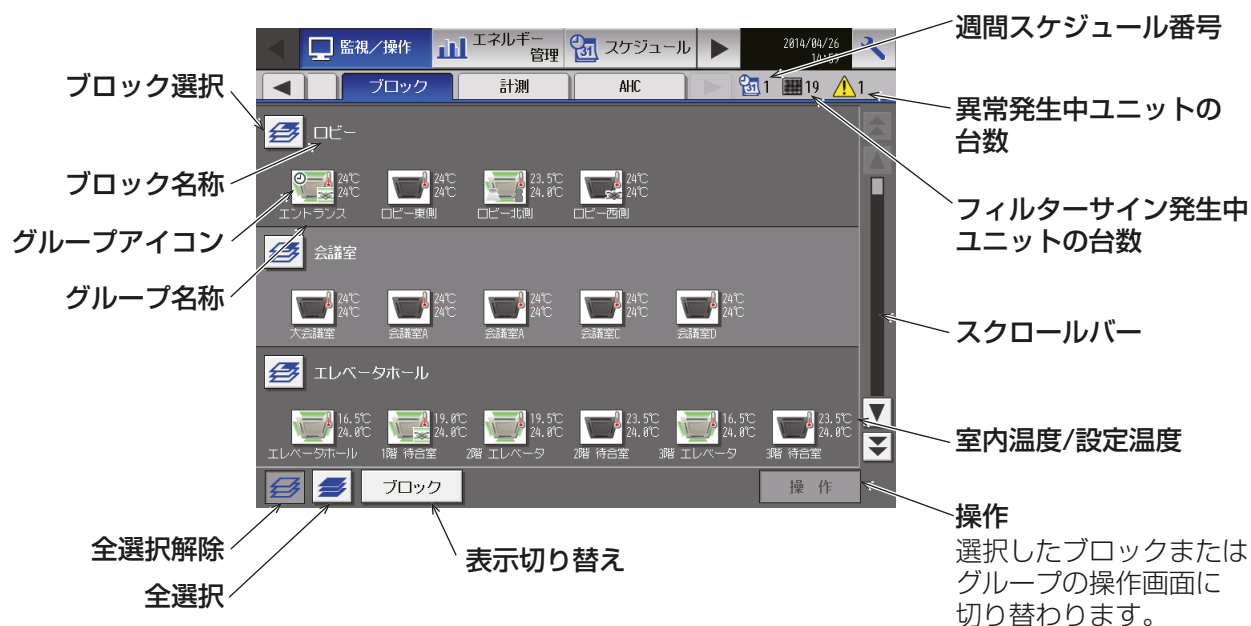 週間スケジュール番号
監視／操作
エネルギー
管理
スケジュール
2014/04/26
14:59
ブロック選択
ブロック
計測
AHC
1
19
1
異常発生中ユニットの
台数
ロビー
ブロック名称
24℃ 24℃ 23.5℃ 24℃
24℃ 24℃ 24.0℃ 24℃
エントランス ロビー東側 ロビー北側 ロビー西側
フィルターサイン発生中
ユニットの台数
グループアイコン
会議室
グループ名称
24℃ 24℃ 24℃ 24℃ 24℃
24℃ 24℃ 24℃ 24℃ 24℃
大会議室 会議室A 会議室A 会議室C 会議室D
スクロールバー
エレベータホール
16.5℃ 19.0℃ 19.5℃ 23.5℃ 16.5℃ 23.5℃
24.0℃ 24.0℃ 24.0℃ 24.0℃ 24.0℃ 24.0℃
エレベータホール 1階 待合室 2階 エレベータ 2階 待合室 3階 エレベータ 3階 待合室
室内温度/設定温度
ブロック
操 作
全選択解除
全選択
表示切り替え
操作
選択したブロックまたは
グループの操作画面に
切り替わります。